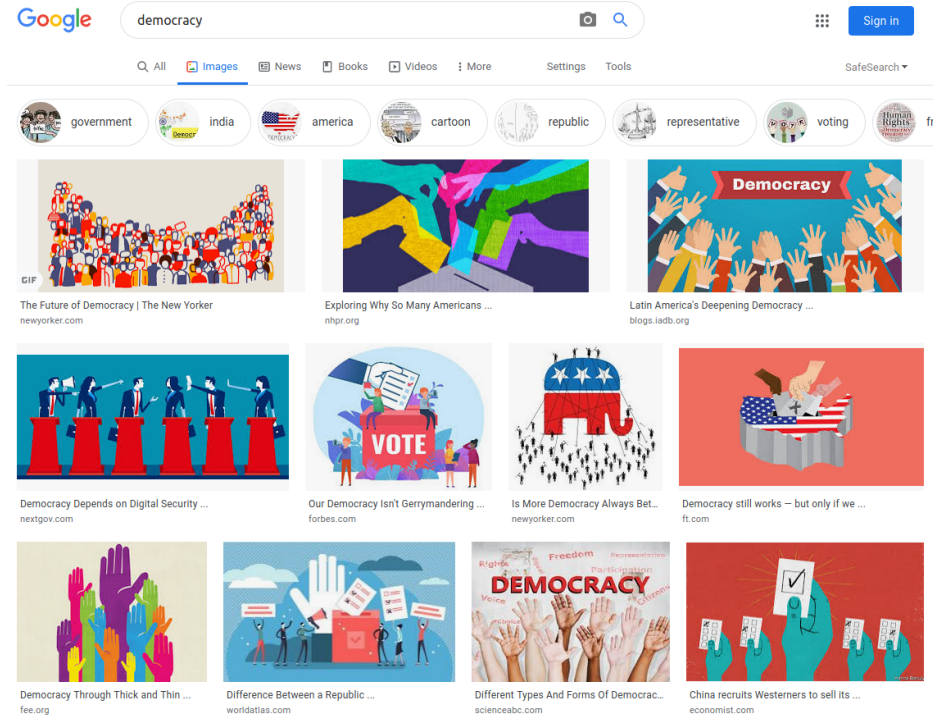 Google
democracy
Sign in
All
Images
News
Books
Videos
More
Settings
Tools
SafeSearch
government
india
america
cartoon
republic
representative
voting
Human
Rights
Democracy
GIF
Democracy
The Future of Democracy | The New Yorker
newyorker.com
Exploring Why So Many Americans ...
nhpr.org
Latin America's Deepening Democracy ...
blogs.iadb.org
VOTE
Democracy Depends on Digital Security ...
nextgov.com
Our Democracy Isn't Gerrymandering ...
forbes.com
Is More Democracy Always Bet...
newyorker.com
Democracy still works — but only if we ...
ft.com
Freedom
Representation
Rights
Participation
DEMOCRACY
Voice
Citizens
Choice
Democracy Through Thick and Thin ...
fee.org
Difference Between a Republic ...
worldatlas.com
Different Types And Forms Of Democrac...
scienceabc.com
China recruits Westerners to sell its ...
economist.com